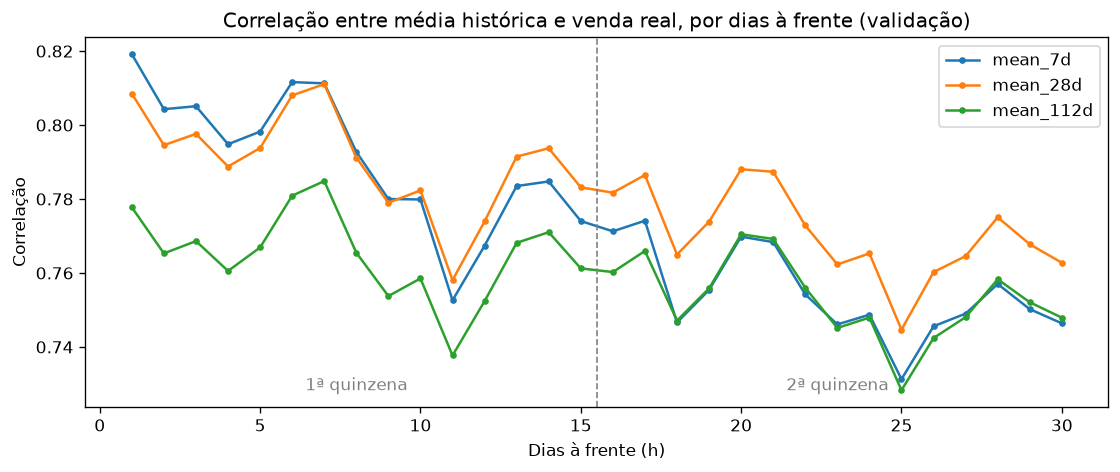 Correlação entre média histórica e venda real, por dias à frente (validação)
mean_7d
mean_28d
mean_112d
Correlação
0.82
0.80
0.78
0.76
0.74
1ª quinzena
2ª quinzena
0
5
10
15
20
25
30
Dias à frente (h)